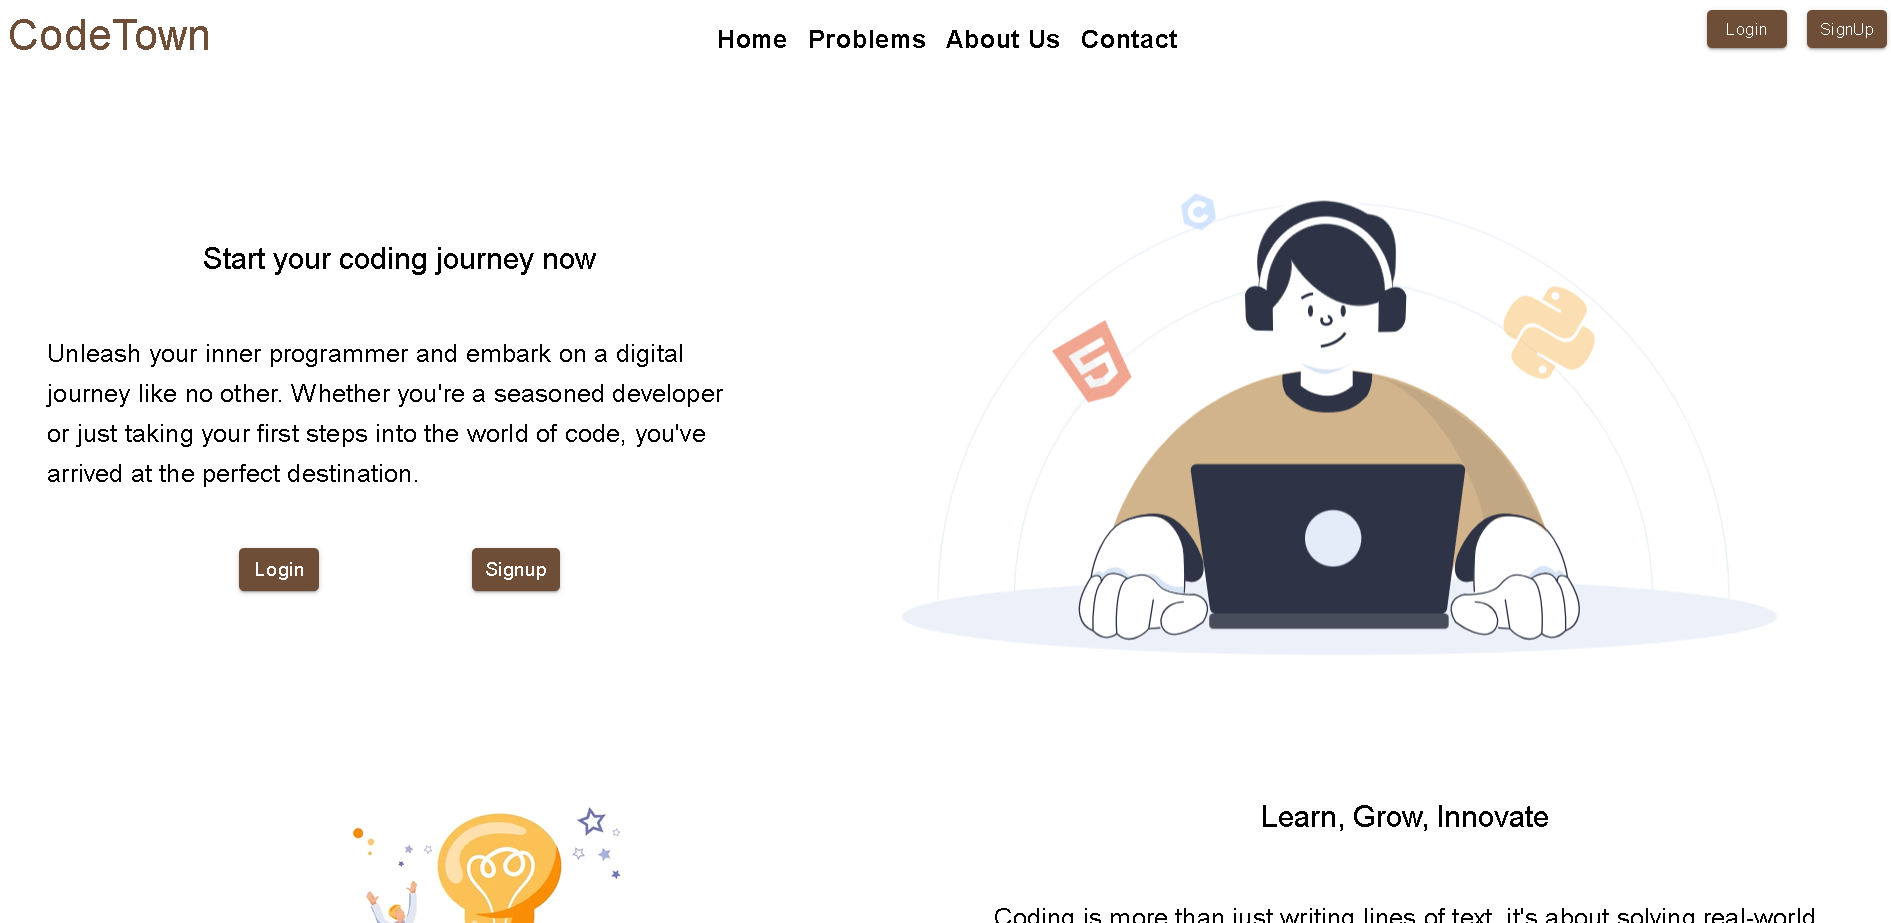 CodeTown
Home Problems About Us Contact
Login SignUp
Start your coding journey now
Unleash your inner programmer and embark on a digital
journey like no other. Whether you're a seasoned developer
or just taking your first steps into the world of code, you've
arrived at the perfect destination.
Login Signup
C
5
Learn, Grow, Innovate
Coding is more than just writing lines of text, it's about solving real-world